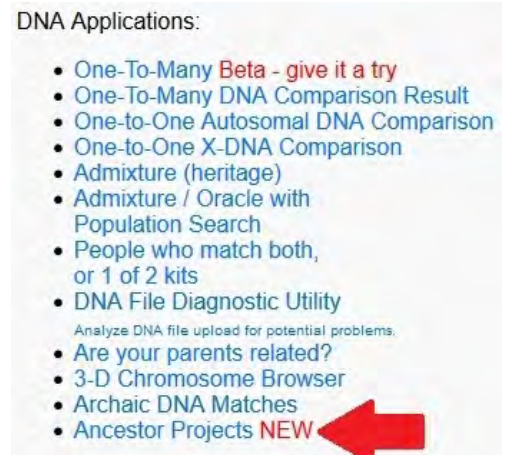 DNA Applications:
• One-To-Many Beta - give it a try
• One-To-Many DNA Comparison Result
• One-to-One Autosomal DNA Comparison
• One-to-One X-DNA Comparison
• Admixture (heritage)
• Admixture / Oracle with
Population Search
• People who match both,
or 1 of 2 kits
• DNA File Diagnostic Utility
Analyze DNA file upload for potential problems.
• Are your parents related?
• 3-D Chromosome Browser
• Archaic DNA Matches
• Ancestor Projects NEW